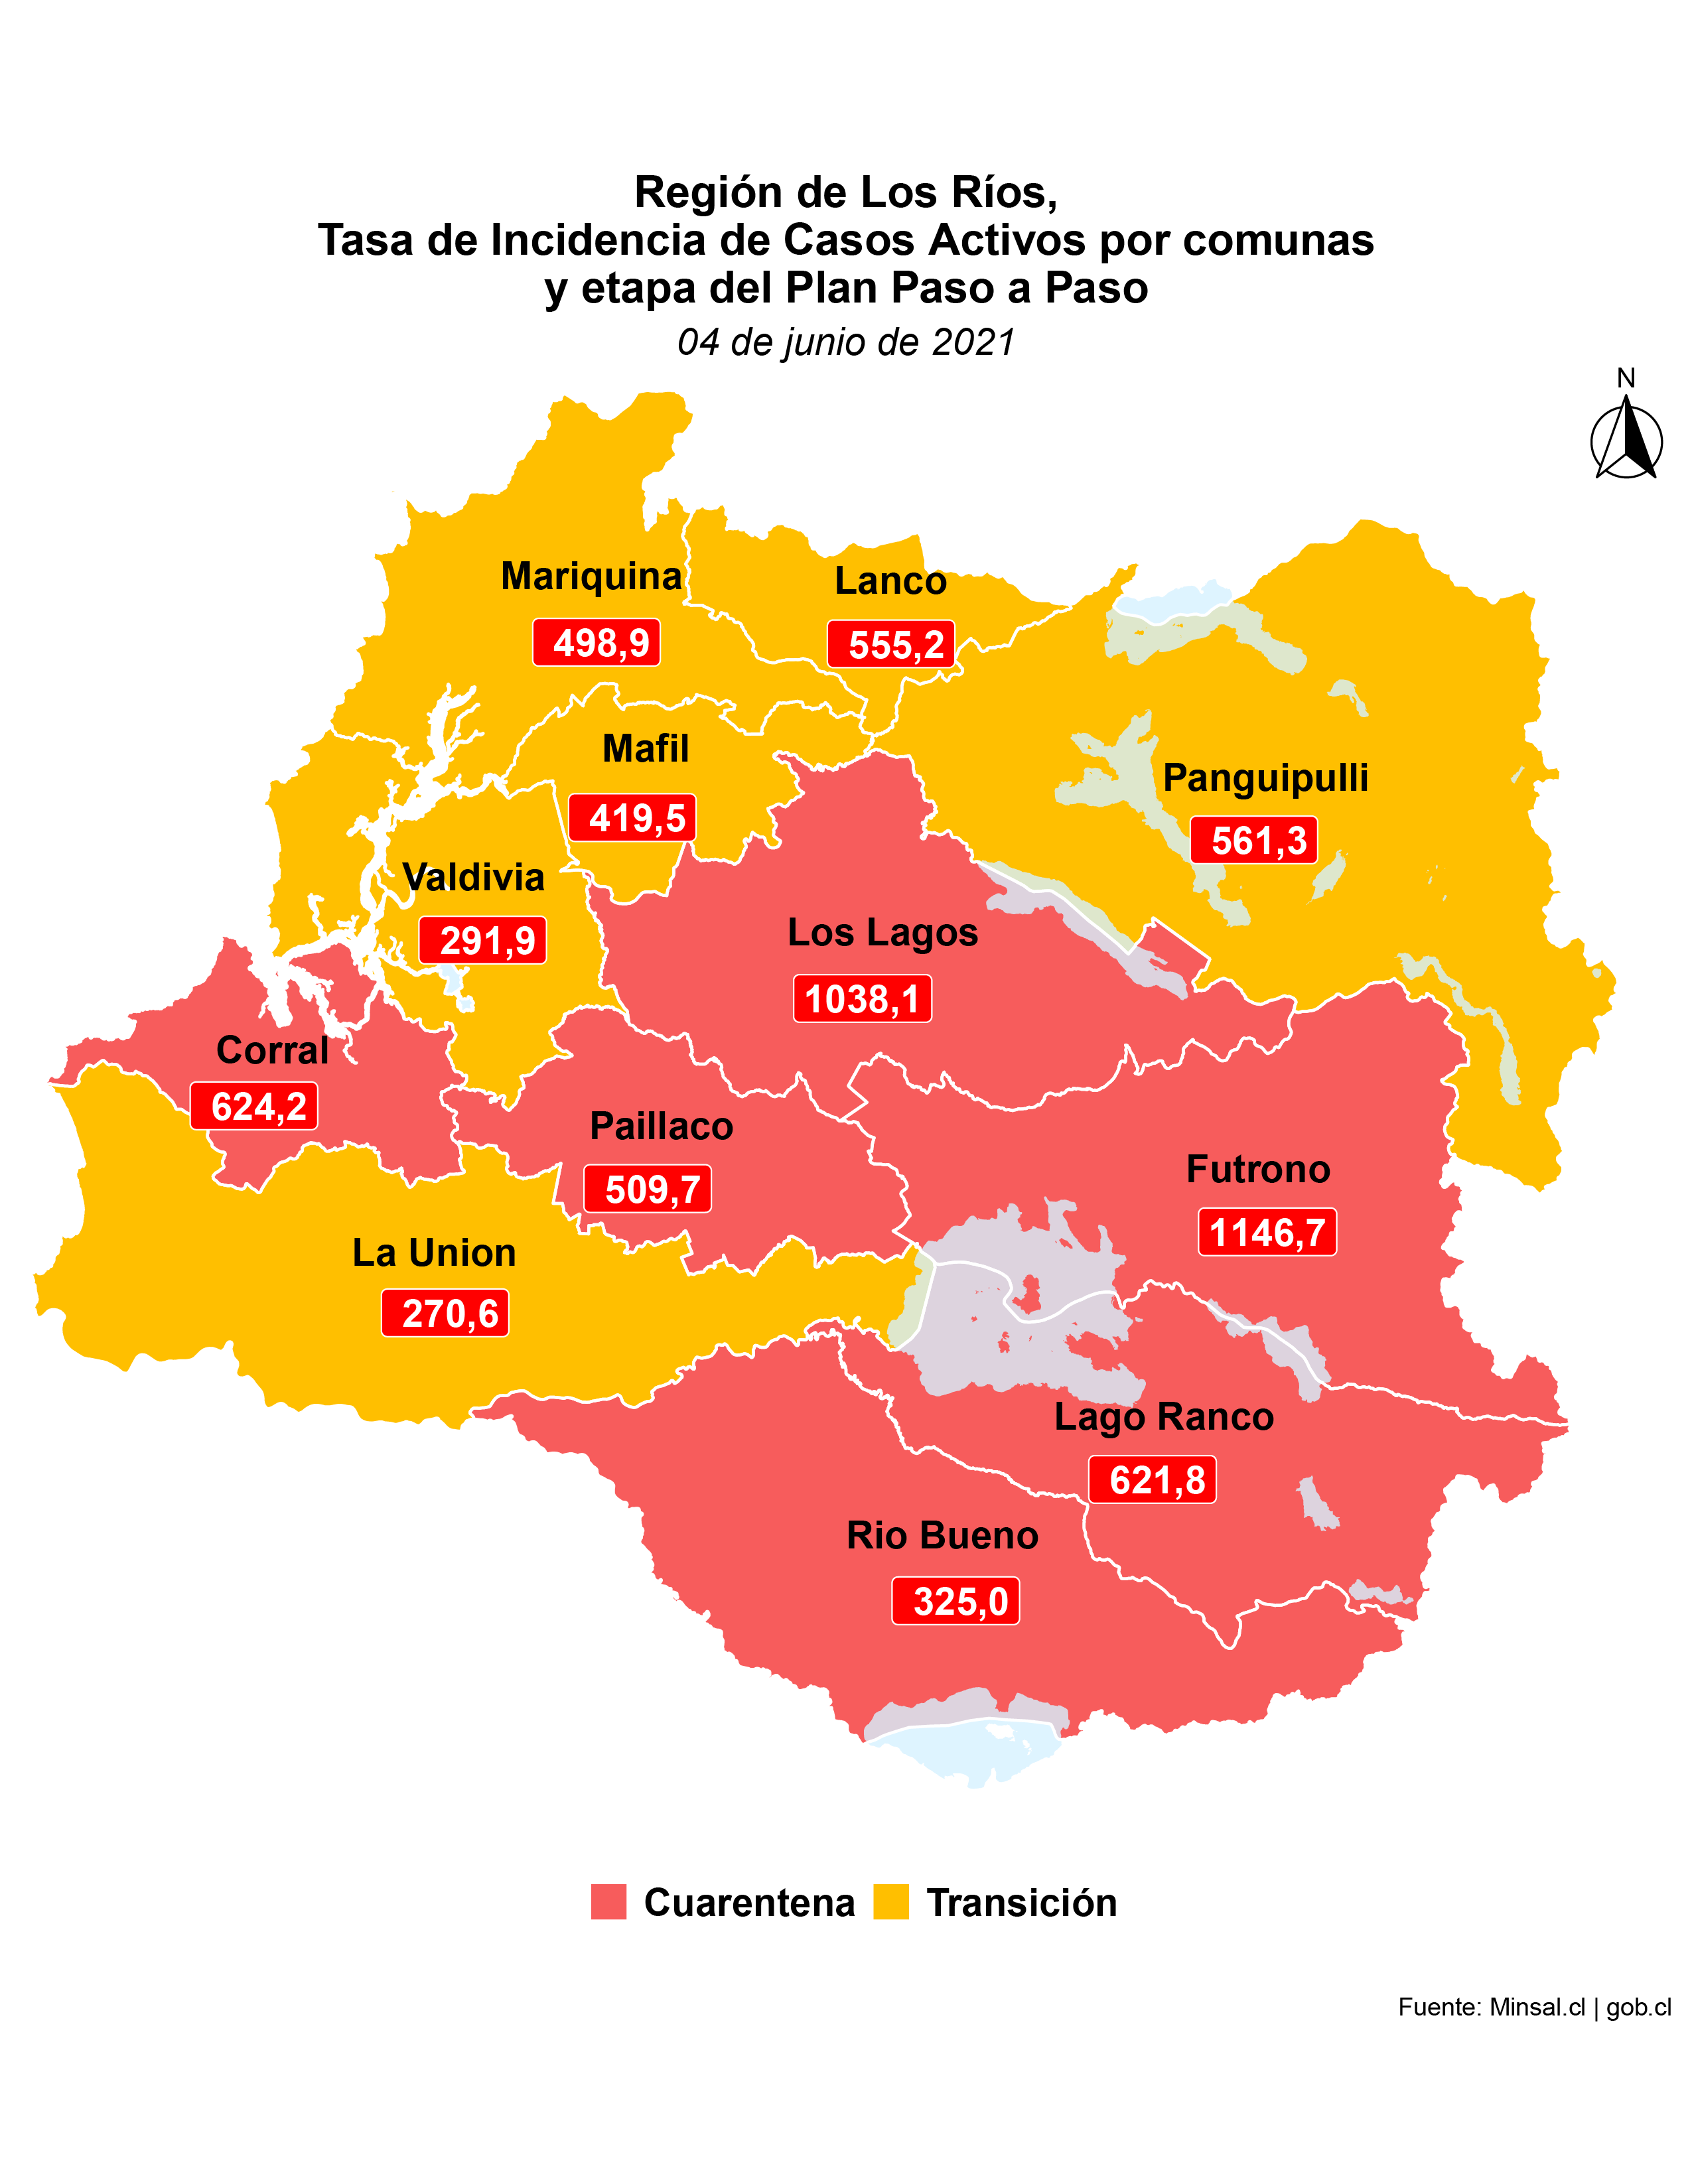 Región de Los Ríos,
Tasa de Incidencia de Casos Activos por comunas
y etapa del Plan Paso a Paso
04 de junio de 2021
N
Mariquina
498,9
Lanco
555,2
Mafil
419,5
Panguipulli
561,3
Valdivia
291,9
Los Lagos
1038,1
Corral
624,2
Paillaco
509,7
Futrono
1146,7
La Union
270,6
Lago Ranco
621,8
Rio Bueno
325,0
Cuarentena
Transición
Fuente: Minsal.cl | gob.cl